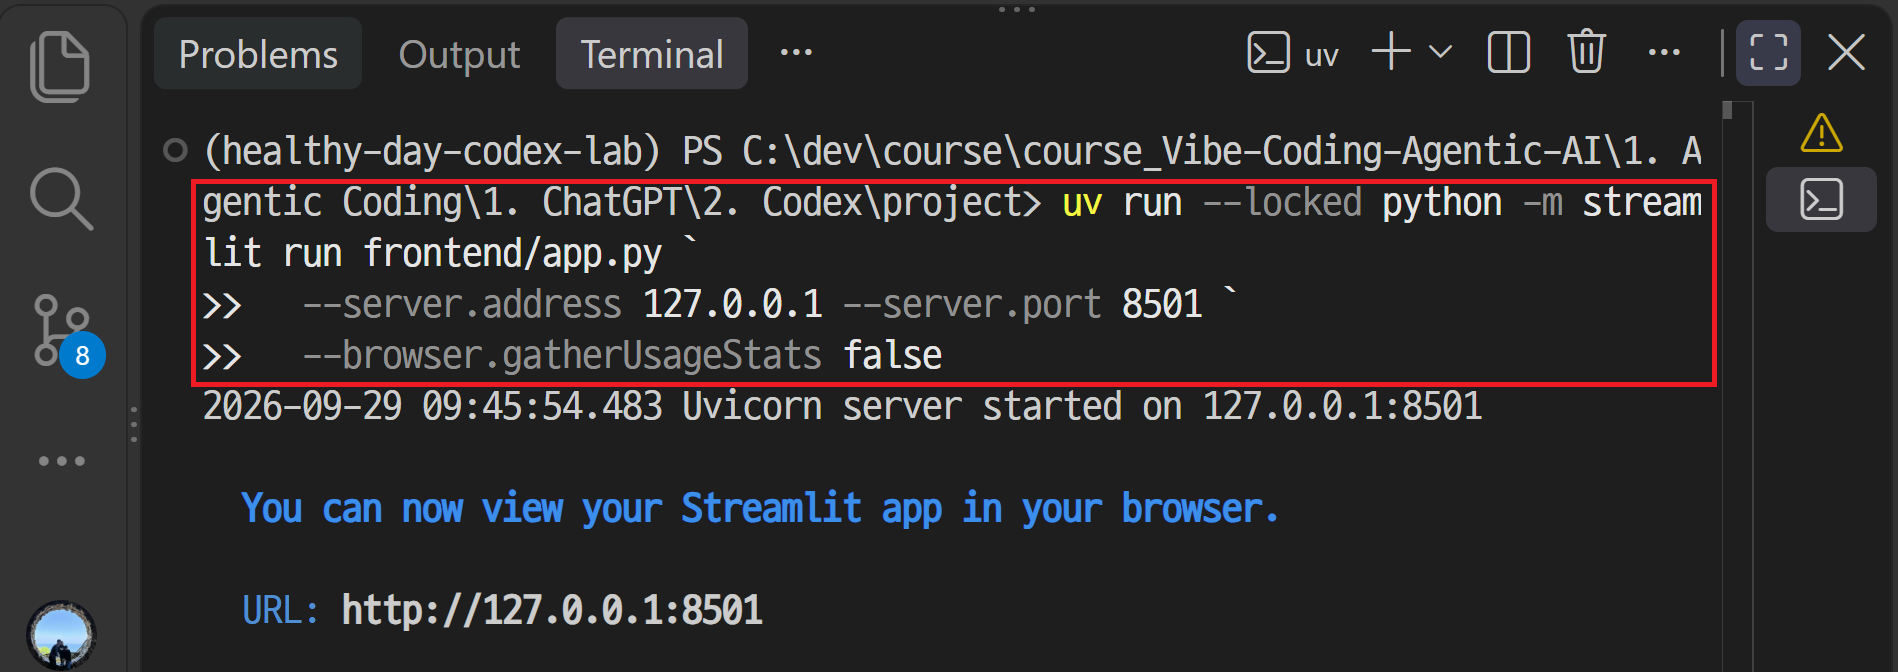 Problems Output Terminal ··· uv ···
(healthy-day-codex-lab) PS C:\dev\course\course_Vibe-Coding-Agentic-AI\1. A
gentic Coding\1. ChatGPT\2. Codex\project> uv run --locked python -m stream
lit run frontend/app.py `
>>   --server.address 127.0.0.1 --server.port 8501 `
>>   --browser.gatherUsageStats false
2026-09-29 09:45:54.483 Uvicorn server started on 127.0.0.1:8501
You can now view your Streamlit app in your browser.
URL: http://127.0.0.1:8501
8